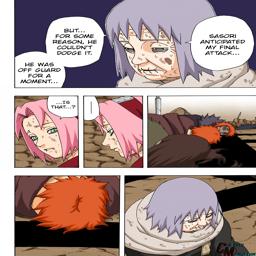 SASORI
ANTICIPATED
MY FINAL
ATTACK...
BUT...
FOR SOME
REASON, HE
COULDN'T
DODGE IT.
HE WAS
OFF GUARD
FOR A
MOMENT...
...IS
THAT...?